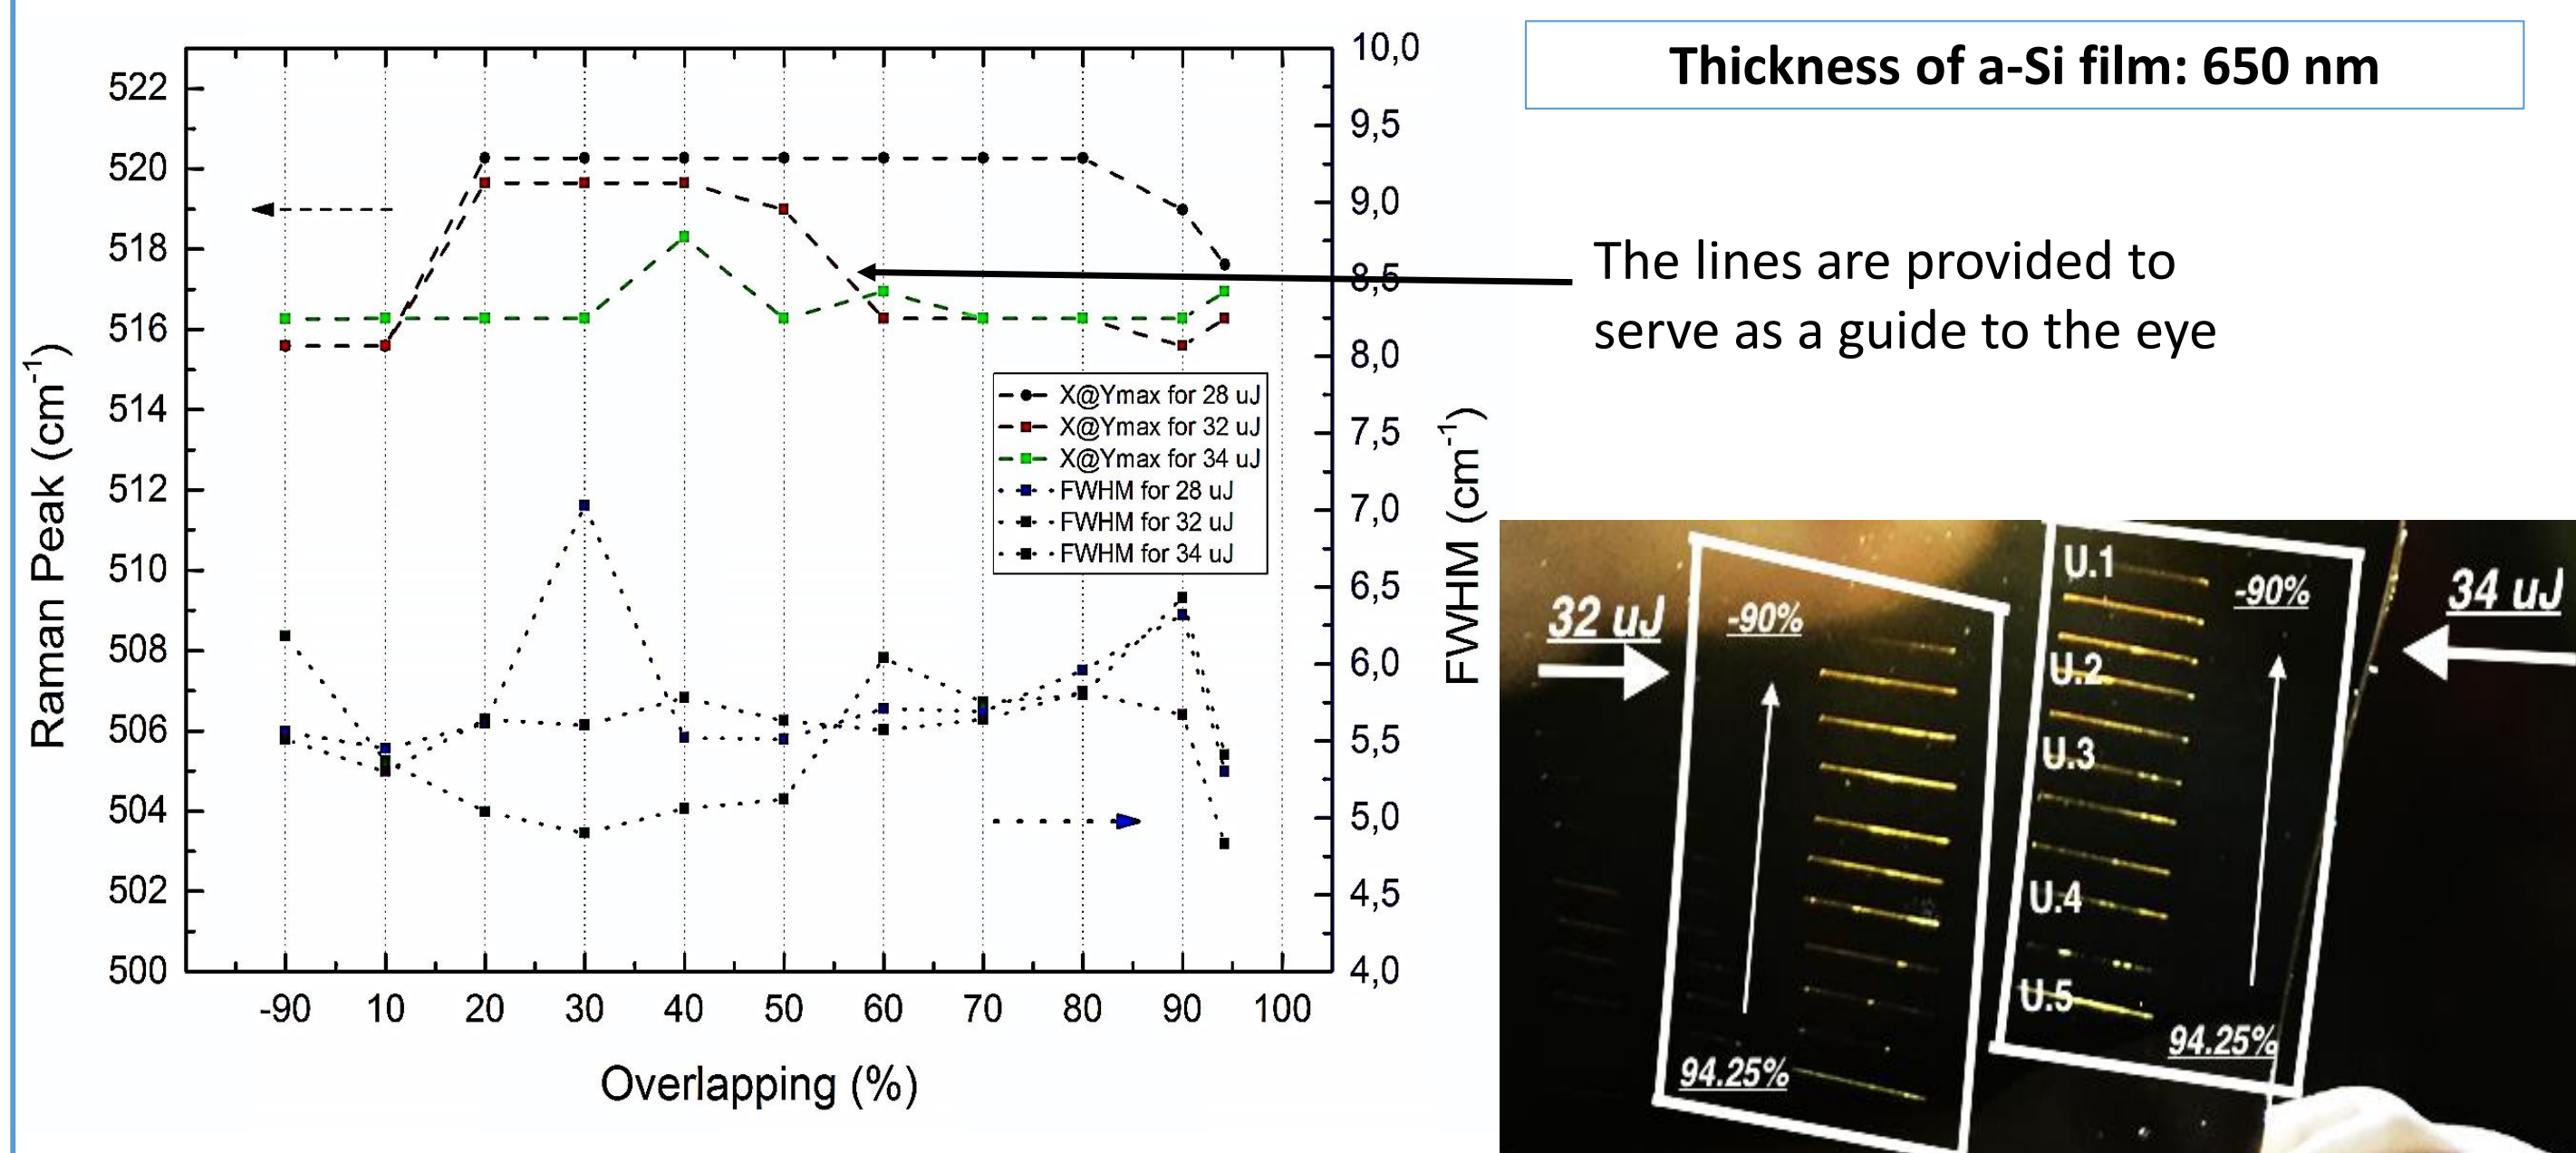 Thickness of a-Si film: 650 nm
The lines are provided to
serve as a guide to the eye
Raman Peak (cm-1)
522
520
518
516
514
512
510
508
506
504
502
500
-90 10 20 30 40 50 60 70 80 90 100
Overlapping (%)
10,0
9,5
9,0
8,5
8,0
7,5
7,0
6,5
6,0
5,5
5,0
4,5
4,0
FWHM (cm-1)
X@Ymax for 28 uJ
X@Ymax for 32 uJ
X@Ymax for 34 uJ
FWHM for 28 uJ
FWHM for 32 uJ
FWHM for 34 uJ
32 uJ
-90%
94.25%
U.1
U.2
U.3
U.4
U.5
-90%
94.25%
34 uJ